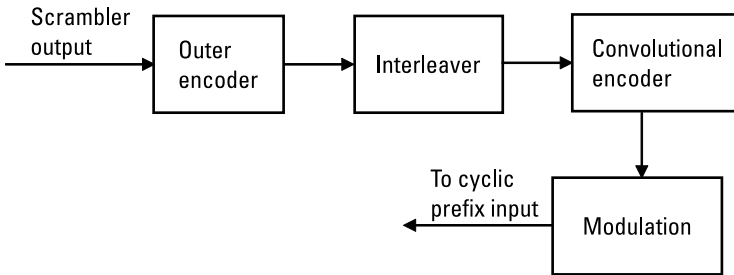 Scrambler
output
Outer
encoder
Interleaver
Convolutional
encoder
To cyclic
prefix input
Modulation